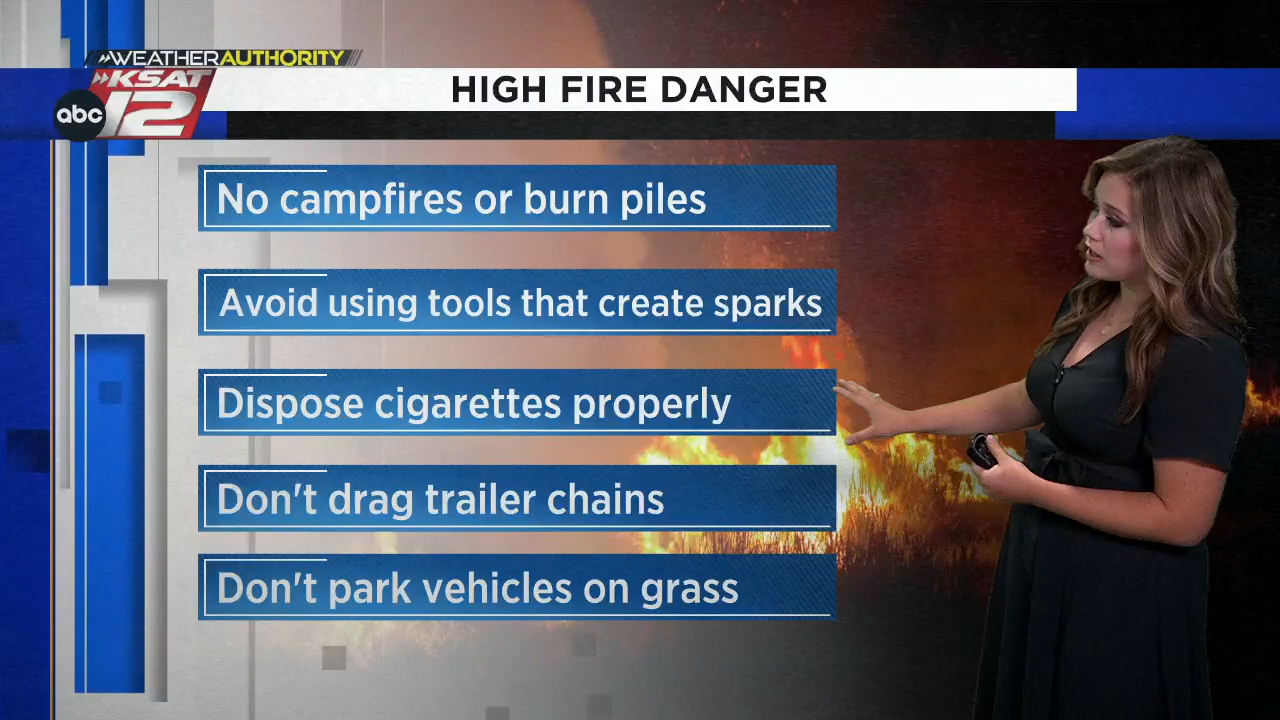 WEATHERAUTHORITY
KSAT
abc 12
HIGH FIRE DANGER
No campfires or burn piles
Avoid using tools that create sparks
Dispose cigarettes properly
Don't drag trailer chains
Don't park vehicles on grass